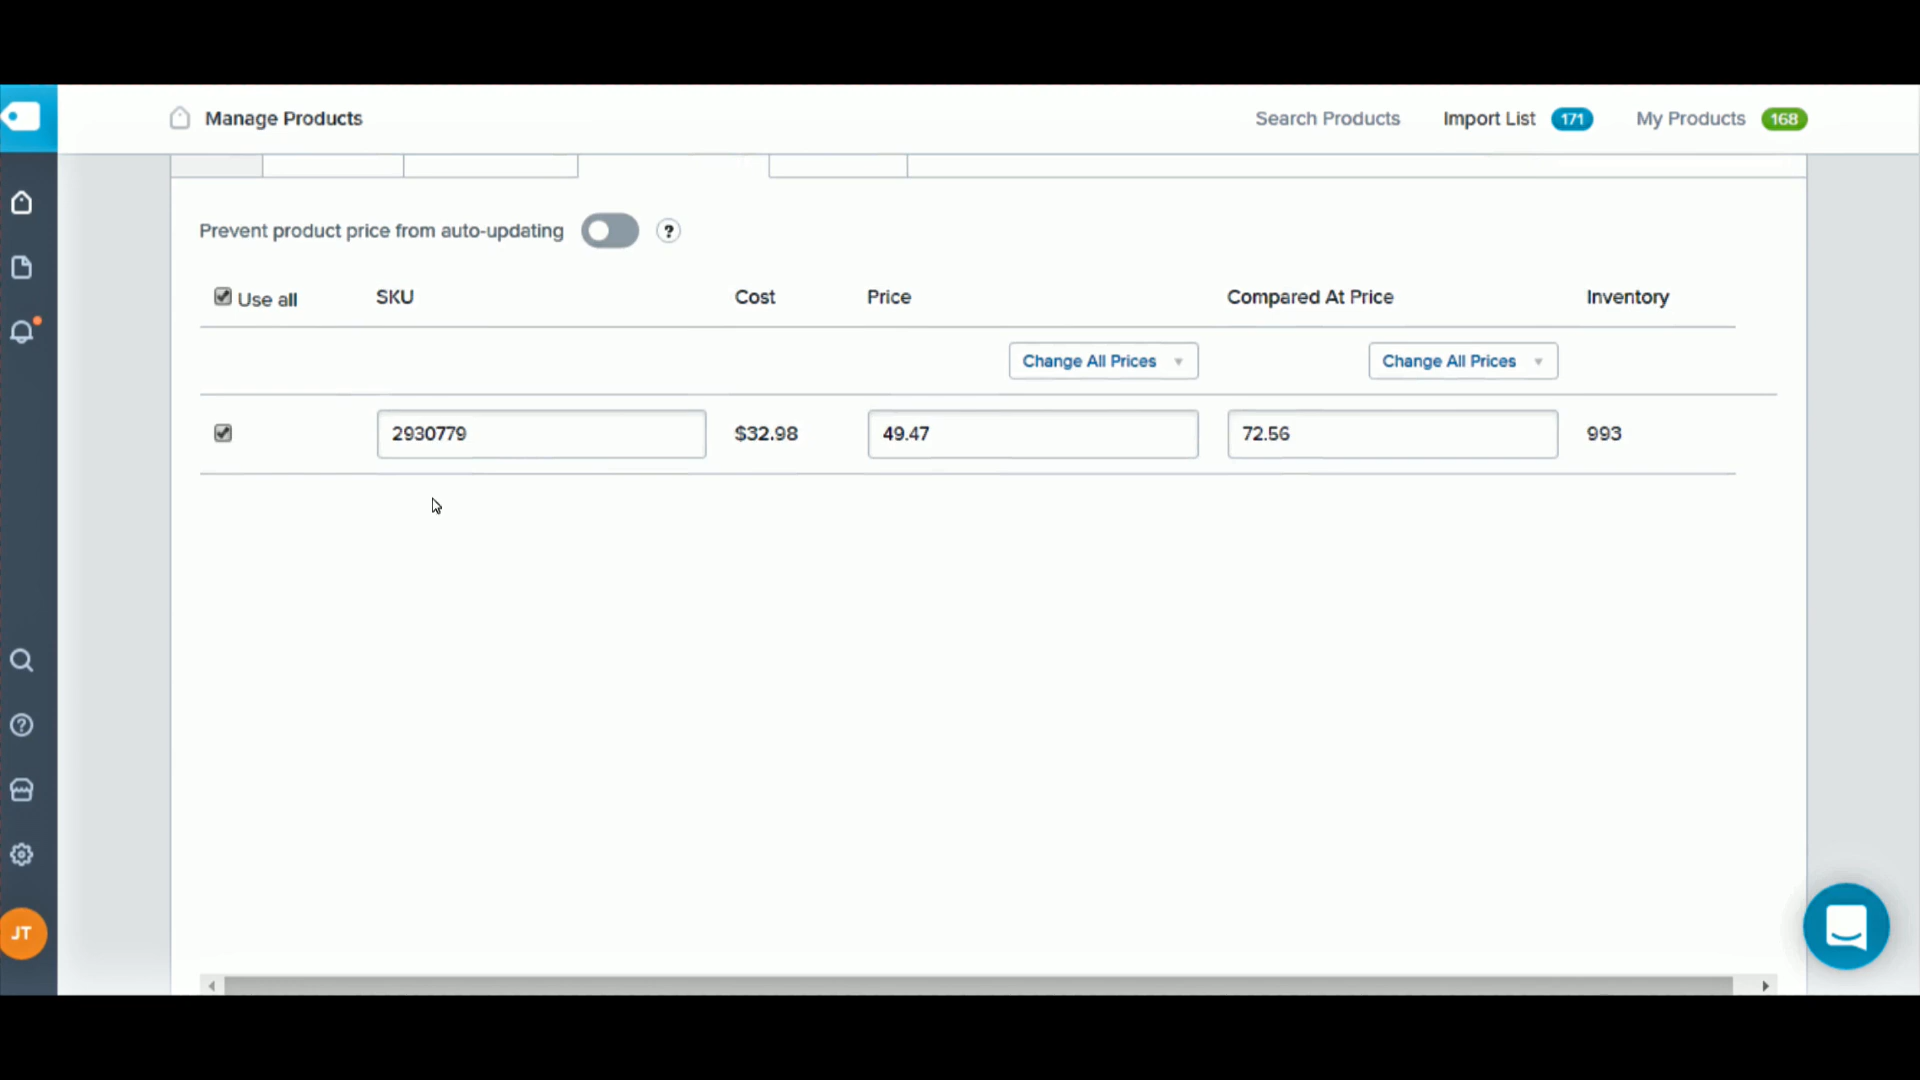 Manage Products
Search Products Import List 171 My Products 168
Prevent product price from auto-updating ?
Use all SKU Cost Price Compared At Price Inventory
Change All Prices Change All Prices
2930779 $32.98 49.47 72.56 993
JT